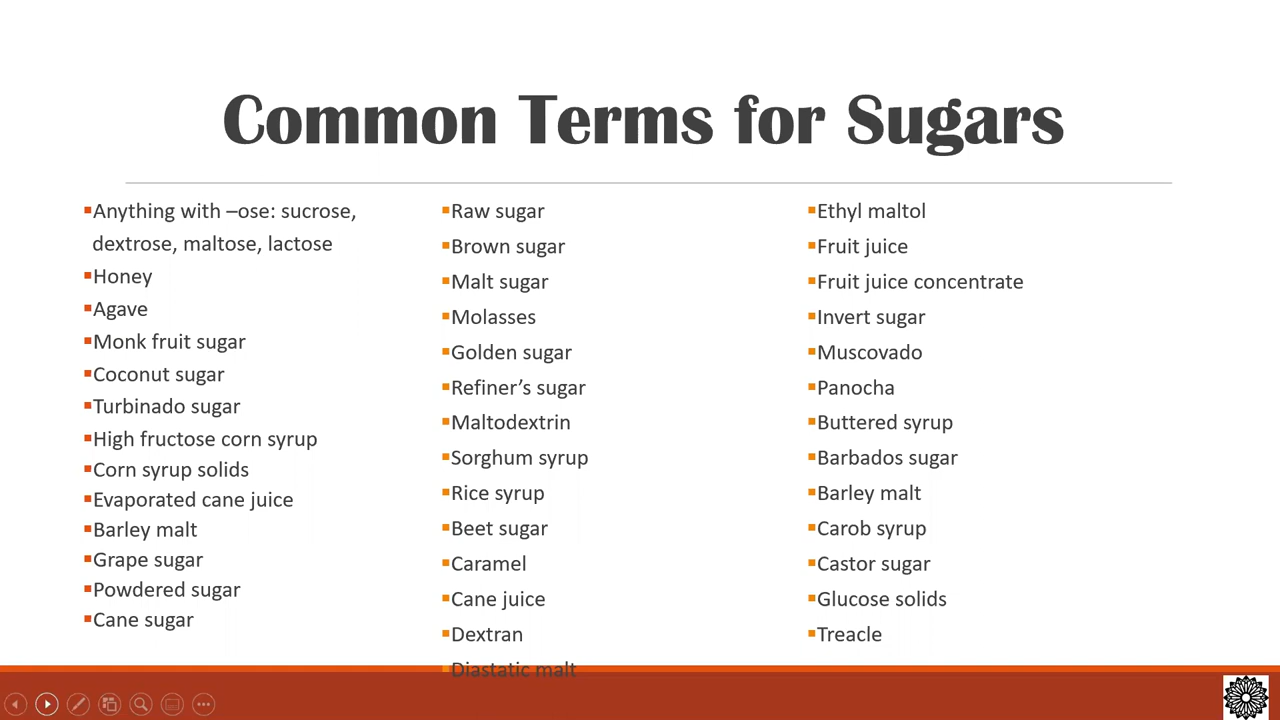 Common Terms for Sugars
▪Anything with –ose: sucrose,
dextrose, maltose, lactose
▪Honey
▪Agave
▪Monk fruit sugar
▪Coconut sugar
▪Turbinado sugar
▪High fructose corn syrup
▪Corn syrup solids
▪Evaporated cane juice
▪Barley malt
▪Grape sugar
▪Powdered sugar
▪Cane sugar
▪Raw sugar
▪Brown sugar
▪Malt sugar
▪Molasses
▪Golden sugar
▪Refiner’s sugar
▪Maltodextrin
▪Sorghum syrup
▪Rice syrup
▪Beet sugar
▪Caramel
▪Cane juice
▪Dextran
▪Diastatic malt
▪Ethyl maltol
▪Fruit juice
▪Fruit juice concentrate
▪Invert sugar
▪Muscovado
▪Panocha
▪Buttered syrup
▪Barbados sugar
▪Barley malt
▪Carob syrup
▪Castor sugar
▪Glucose solids
▪Treacle